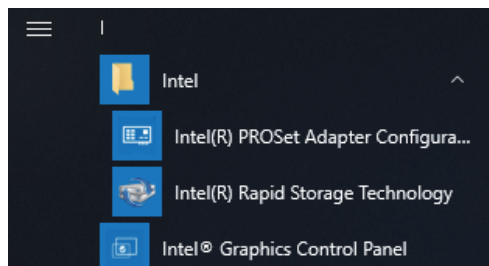 I
Intel
Intel(R) PROSet Adapter Configura...
Intel(R) Rapid Storage Technology
Intel® Graphics Control Panel